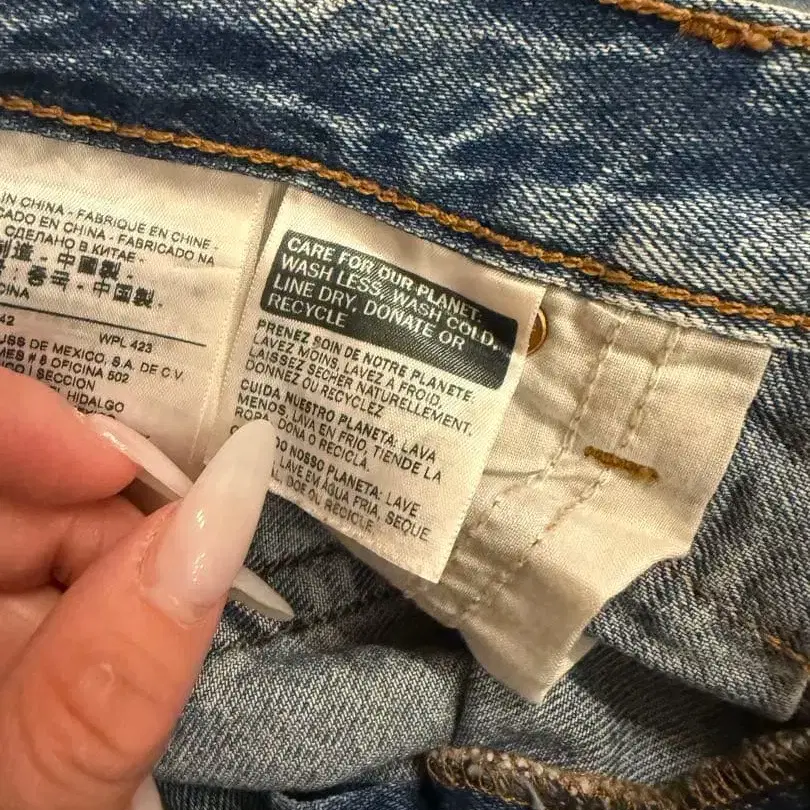 IN CHINA - FABRIQUE EN CHINE -
CADO EN CHINA - FABRICADO NA
СДЕЛАНО В КИТАЕ -
制造 - 中國製 -
中国製 -
CINA
42
WPL 423
USS DE MEXICO, S.A. DE C.V.
MES # 8 OFICINA 502
CO I SECCION
EL HIDALGO
CARE FOR OUR PLANET:
WASH LESS, WASH COLD,
LINE DRY, DONATE OR
RECYCLE
PRENEZ SOIN DE NOTRE PLANETE:
LAVEZ MOINS, LAVEZ À FROID,
LAISSEZ SECHER NATURELLEMENT,
DONNEZ OU RECYCLEZ
CUIDA NUESTRO PLANETA: LAVA
MENOS, LAVA EN FRIO, TIENDE LA
ROPA, DONA O RECICLA.
DO NOSSO PLANETA: LAVE
LAVE EM ÁGUA FRIA, SEQUE
DOE OU RECICLE